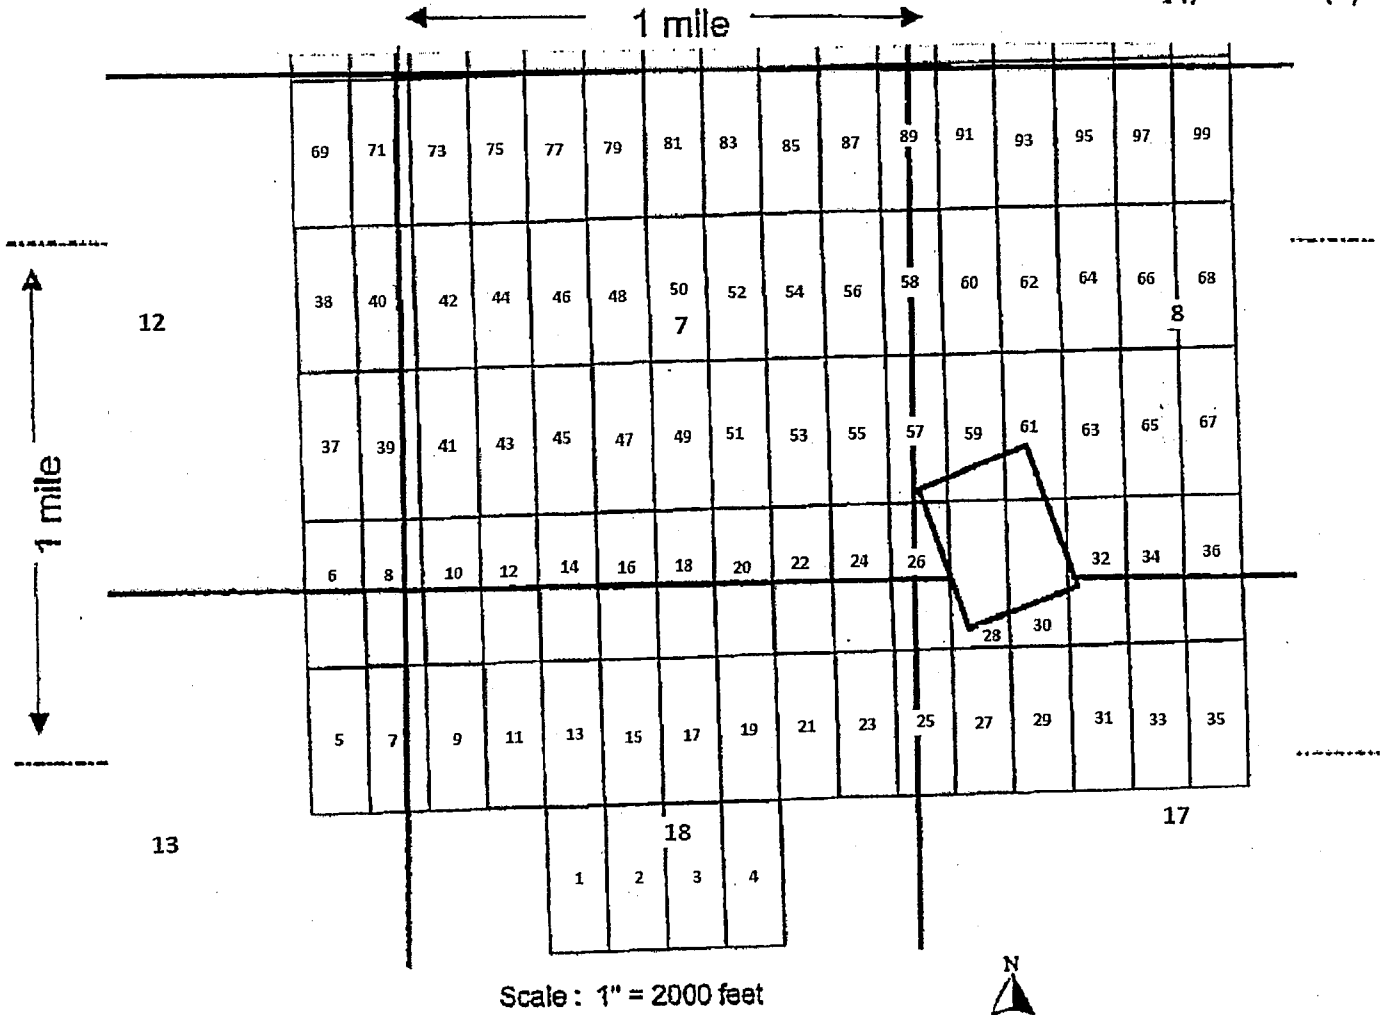 1 mile
69 71 73 75 77 79 81 83 85 87 89 91 93 95 97 99
38 40 42 44 46 48 50 52 54 56 58 60 62 64 66 68
12 7 8
37 39 41 43 45 47 49 51 53 55 57 59 61 63 65 67
1 mile
6 8 10 12 14 16 18 20 22 24 26 32 34 36
28 30
5 7 9 11 13 15 17 19 21 23 25 27 29 31 33 35
13 18 17
1 2 3 4
N
Scale: 1" = 2000 feet